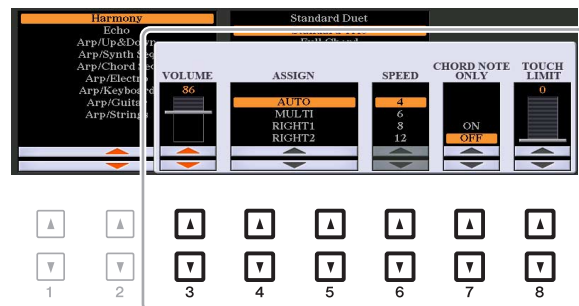 Harmony
Echo
Arp/Up&Down
Arp/Synth Seq
Arp/Chord Seq
Arp/Electro
Arp/Keyboard
Arp/Guitar
Arp/Strings
Standard Duet
Full Chord
VOLUME
86
ASSIGN
AUTO
MULTI
RIGHT1
RIGHT2
SPEED
4
6
8
12
CHORD NOTE
ONLY
ON
OFF
TOUCH
LIMIT
0
1 2 3 4 5 6 7 8